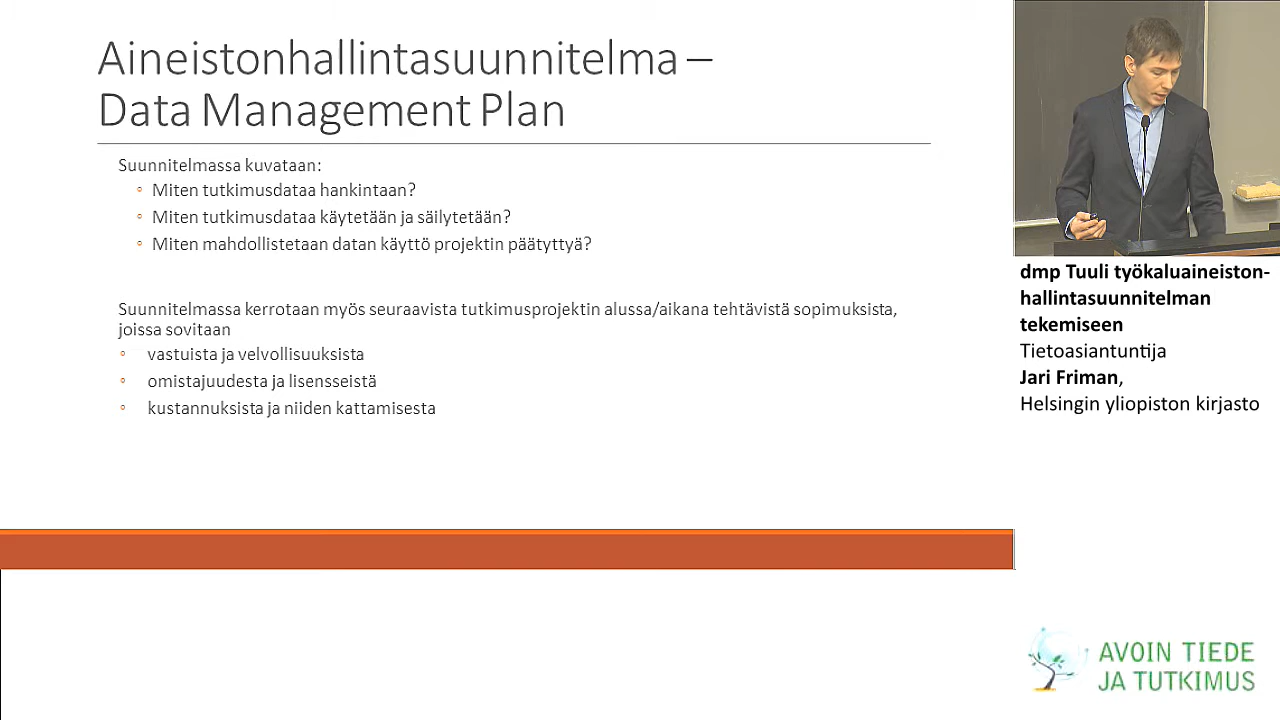 Aineistonhallintasuunnitelma –
Data Management Plan
Suunnitelmassa kuvataan:
◦ Miten tutkimusdataa hankintaan?
◦ Miten tutkimusdataa käytetään ja säilytetään?
◦ Miten mahdollistetaan datan käyttö projektin päätyttyä?
Suunnitelmassa kerrotaan myös seuraavista tutkimusprojektin alussa/aikana tehtävistä sopimuksista,
joissa sovitaan
◦ vastuista ja velvollisuuksista
◦ omistajuudesta ja lisensseistä
◦ kustannuksista ja niiden kattamisesta
dmp Tuuli työkaluaineiston-
hallintasuunnitelman
tekemiseen
Tietoasiantuntija
Jari Friman,
Helsingin yliopiston kirjasto
AVOIN TIEDE
JA TUTKIMUS